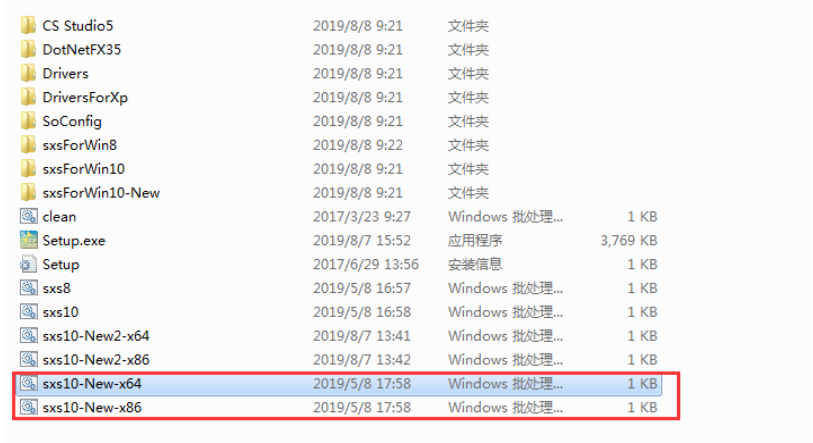 CS Studio5 2019/8/8 9:21 文件夹
DotNetFX35 2019/8/8 9:21 文件夹
Drivers 2019/8/8 9:21 文件夹
DriversForXp 2019/8/8 9:21 文件夹
SoConfig 2019/8/8 9:21 文件夹
sxsForWin8 2019/8/8 9:22 文件夹
sxsForWin10 2019/8/8 9:21 文件夹
sxsForWin10-New 2019/8/8 9:21 文件夹
clean 2017/3/23 9:27 Windows 批处理... 1 KB
Setup.exe 2019/8/7 15:52 应用程序 3,769 KB
Setup 2017/6/29 13:56 安装信息 1 KB
sxs8 2019/5/8 16:57 Windows 批处理... 1 KB
sxs10 2019/5/8 16:58 Windows 批处理... 1 KB
sxs10-New2-x64 2019/8/7 13:41 Windows 批处理... 1 KB
sxs10-New2-x86 2019/8/7 13:42 Windows 批处理... 1 KB
sxs10-New-x64 2019/5/8 17:58 Windows 批处理... 1 KB
sxs10-New-x86 2019/5/8 17:58 Windows 批处理... 1 KB